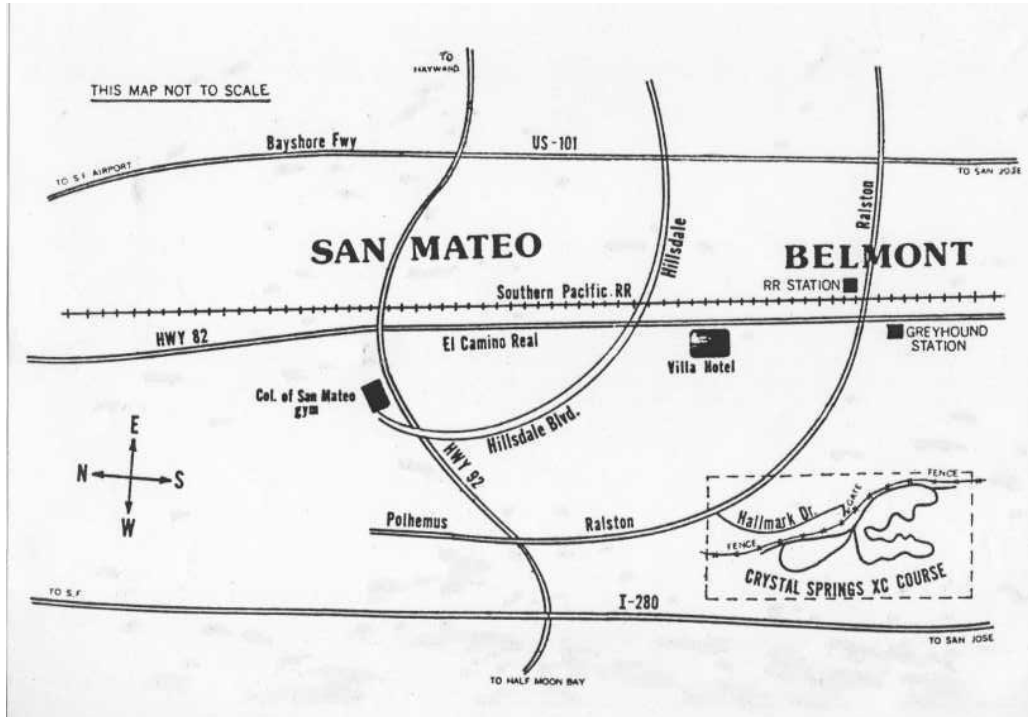 TO
HAYWARD
THIS MAP NOT TO SCALE
Bayshore Fwy
US-101
TO S.F. AIRPORT
TO SAN JOSE
Ralston
Hillsdale
SAN MATEO
BELMONT
RR STATION
Southern Pacific RR
HWY 82
El Camino Real
GREYHOUND
STATION
Villa Hotel
Col. of San Mateo
gym
Hillsdale Blvd.
E
N
S
W
HWY 92
FENCE
GATE
Hallmark Dr.
Polhemus
Ralston
FENCE
CRYSTAL SPRINGS XC COURSE
TO S.F.
I-280
TO SAN JOSE
TO HALF MOON BAY